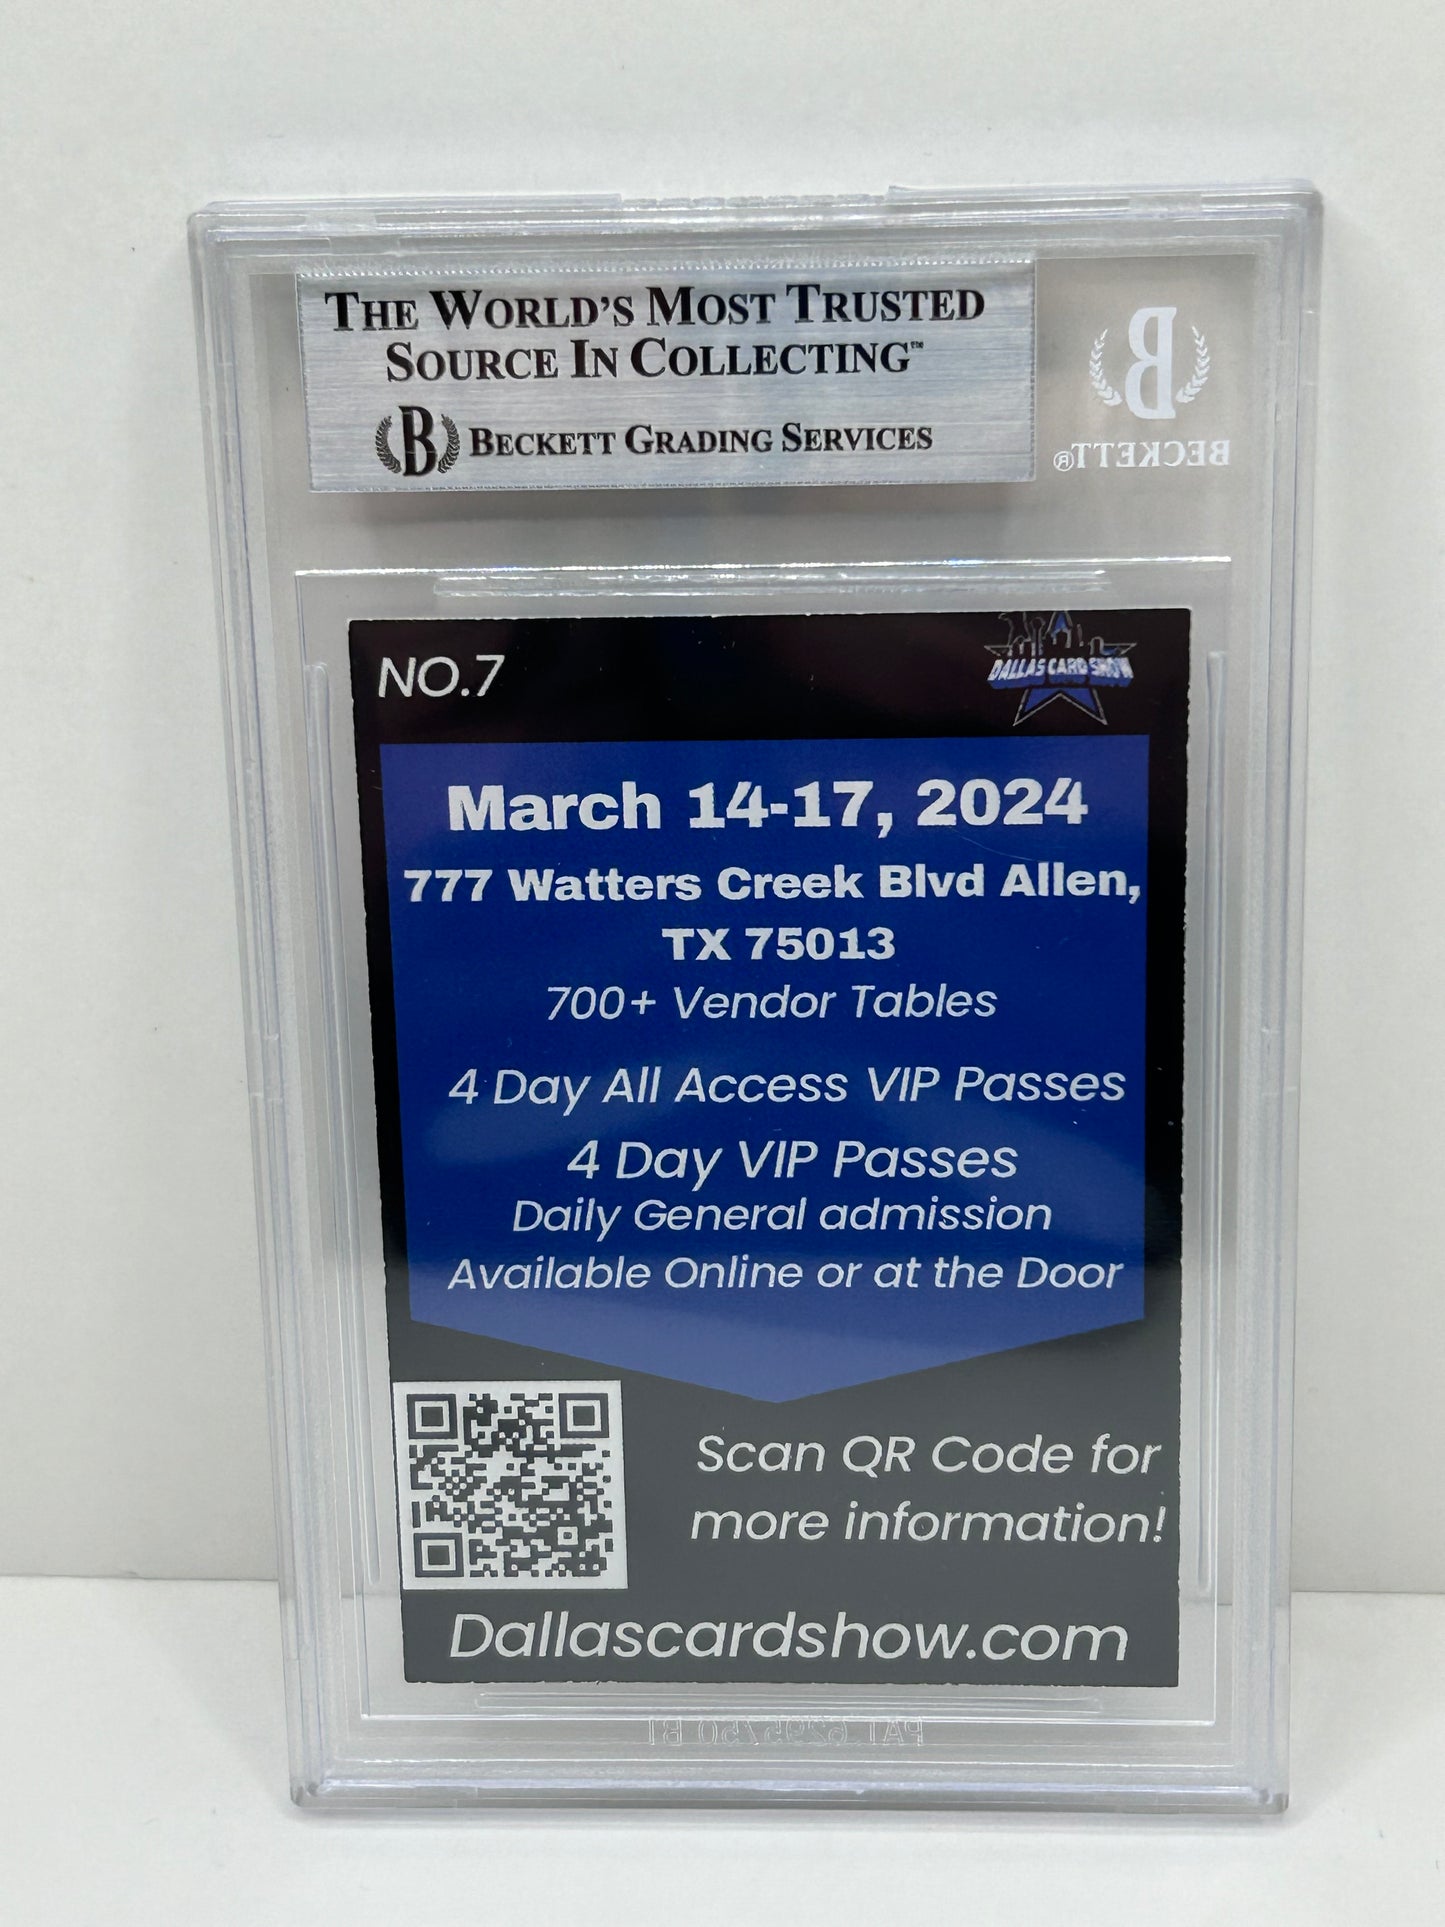 THE WORLD'S MOST TRUSTED
SOURCE IN COLLECTING™
B BECKETT GRADING SERVICES
B
BECKETT®
NO.7
DALLAS CARD SHOW
March 14-17, 2024
777 Watters Creek Blvd Allen,
TX 75013
700+ Vendor Tables
4 Day All Access VIP Passes
4 Day VIP Passes
Daily General admission
Available Online or at the Door
Scan QR Code for
more information!
Dallascardshow.com